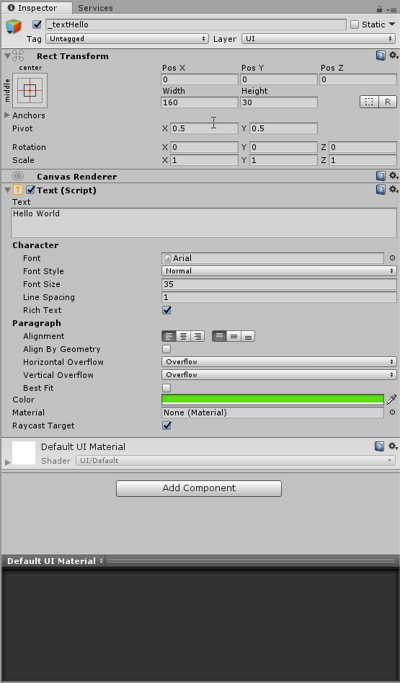 Inspector Services
_textHello Static
Tag Untagged Layer UI
Rect Transform
center
middle
Pos X Pos Y Pos Z
0 0 0
Width Height
160 30
R
Anchors
Pivot X 0.5 Y 0.5
Rotation X 0 Y 0 Z 0
Scale X 1 Y 1 Z 1
Canvas Renderer
T Text (Script)
Text
Hello World
Character
Font Arial
Font Style Normal
Font Size 35
Line Spacing 1
Rich Text
Paragraph
Alignment
Align By Geometry
Horizontal Overflow Overflow
Vertical Overflow Overflow
Best Fit
Color
Material None (Material)
Raycast Target
Default UI Material
Shader UI/Default
Add Component
Default UI Material